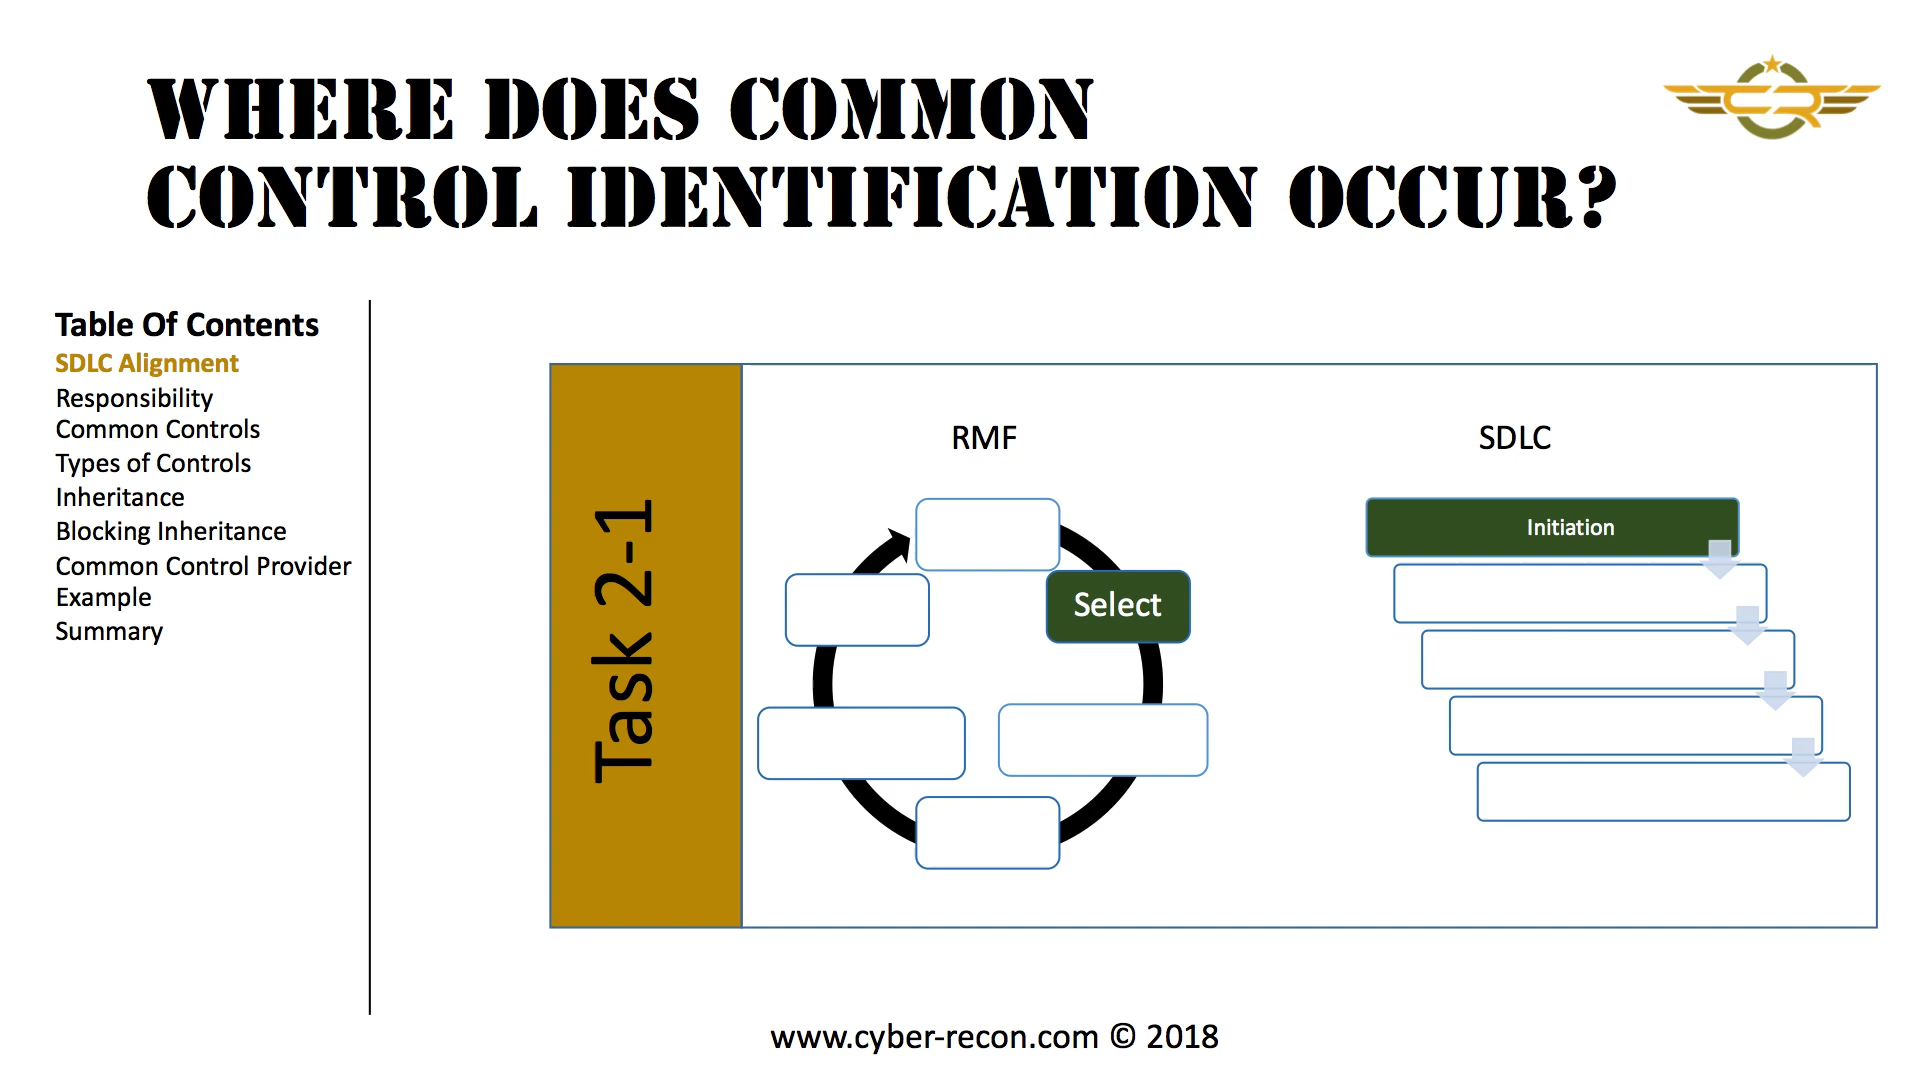 WHERE DOES COMMON
CONTROL IDENTIFICATION OCCUR?
CR
Table Of Contents
SDLC Alignment
Responsibility
Common Controls
Types of Controls
Inheritance
Blocking Inheritance
Common Control Provider
Example
Summary
Task 2-1
RMF
Select
SDLC
Initiation
www.cyber-recon.com © 2018